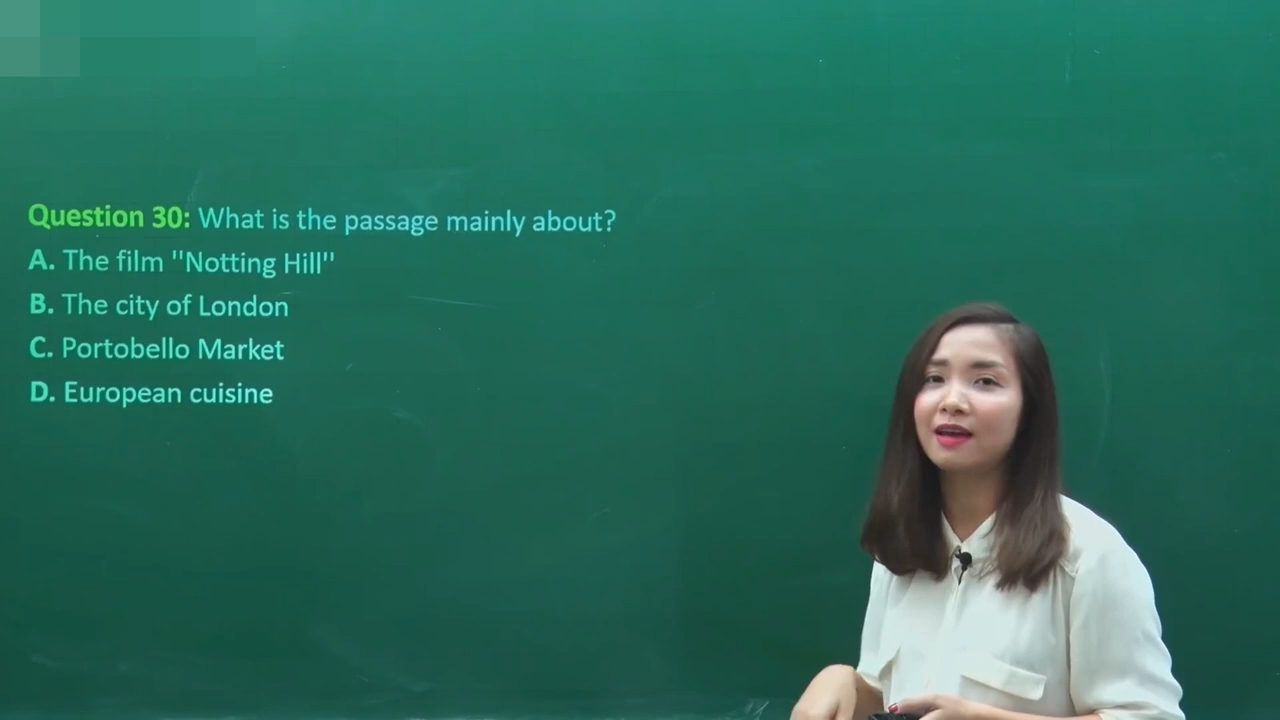 Question 30: What is the passage mainly about?
A. The film "Notting Hill"
B. The city of London
C. Portobello Market
D. European cuisine